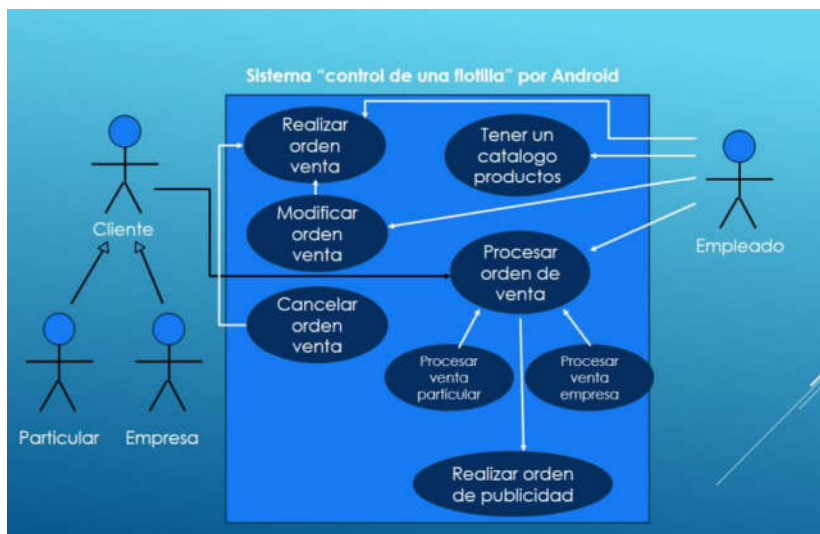 Sistema “control de una flotilla” por Android
Realizar
orden
venta
Tener un
catalogo
productos
Cliente
Modificar
orden
venta
Empleado
Procesar
orden de
venta
Cancelar
orden
venta
Procesar
venta
particular
Procesar
venta
empresa
Particular
Empresa
Realizar orden
de publicidad